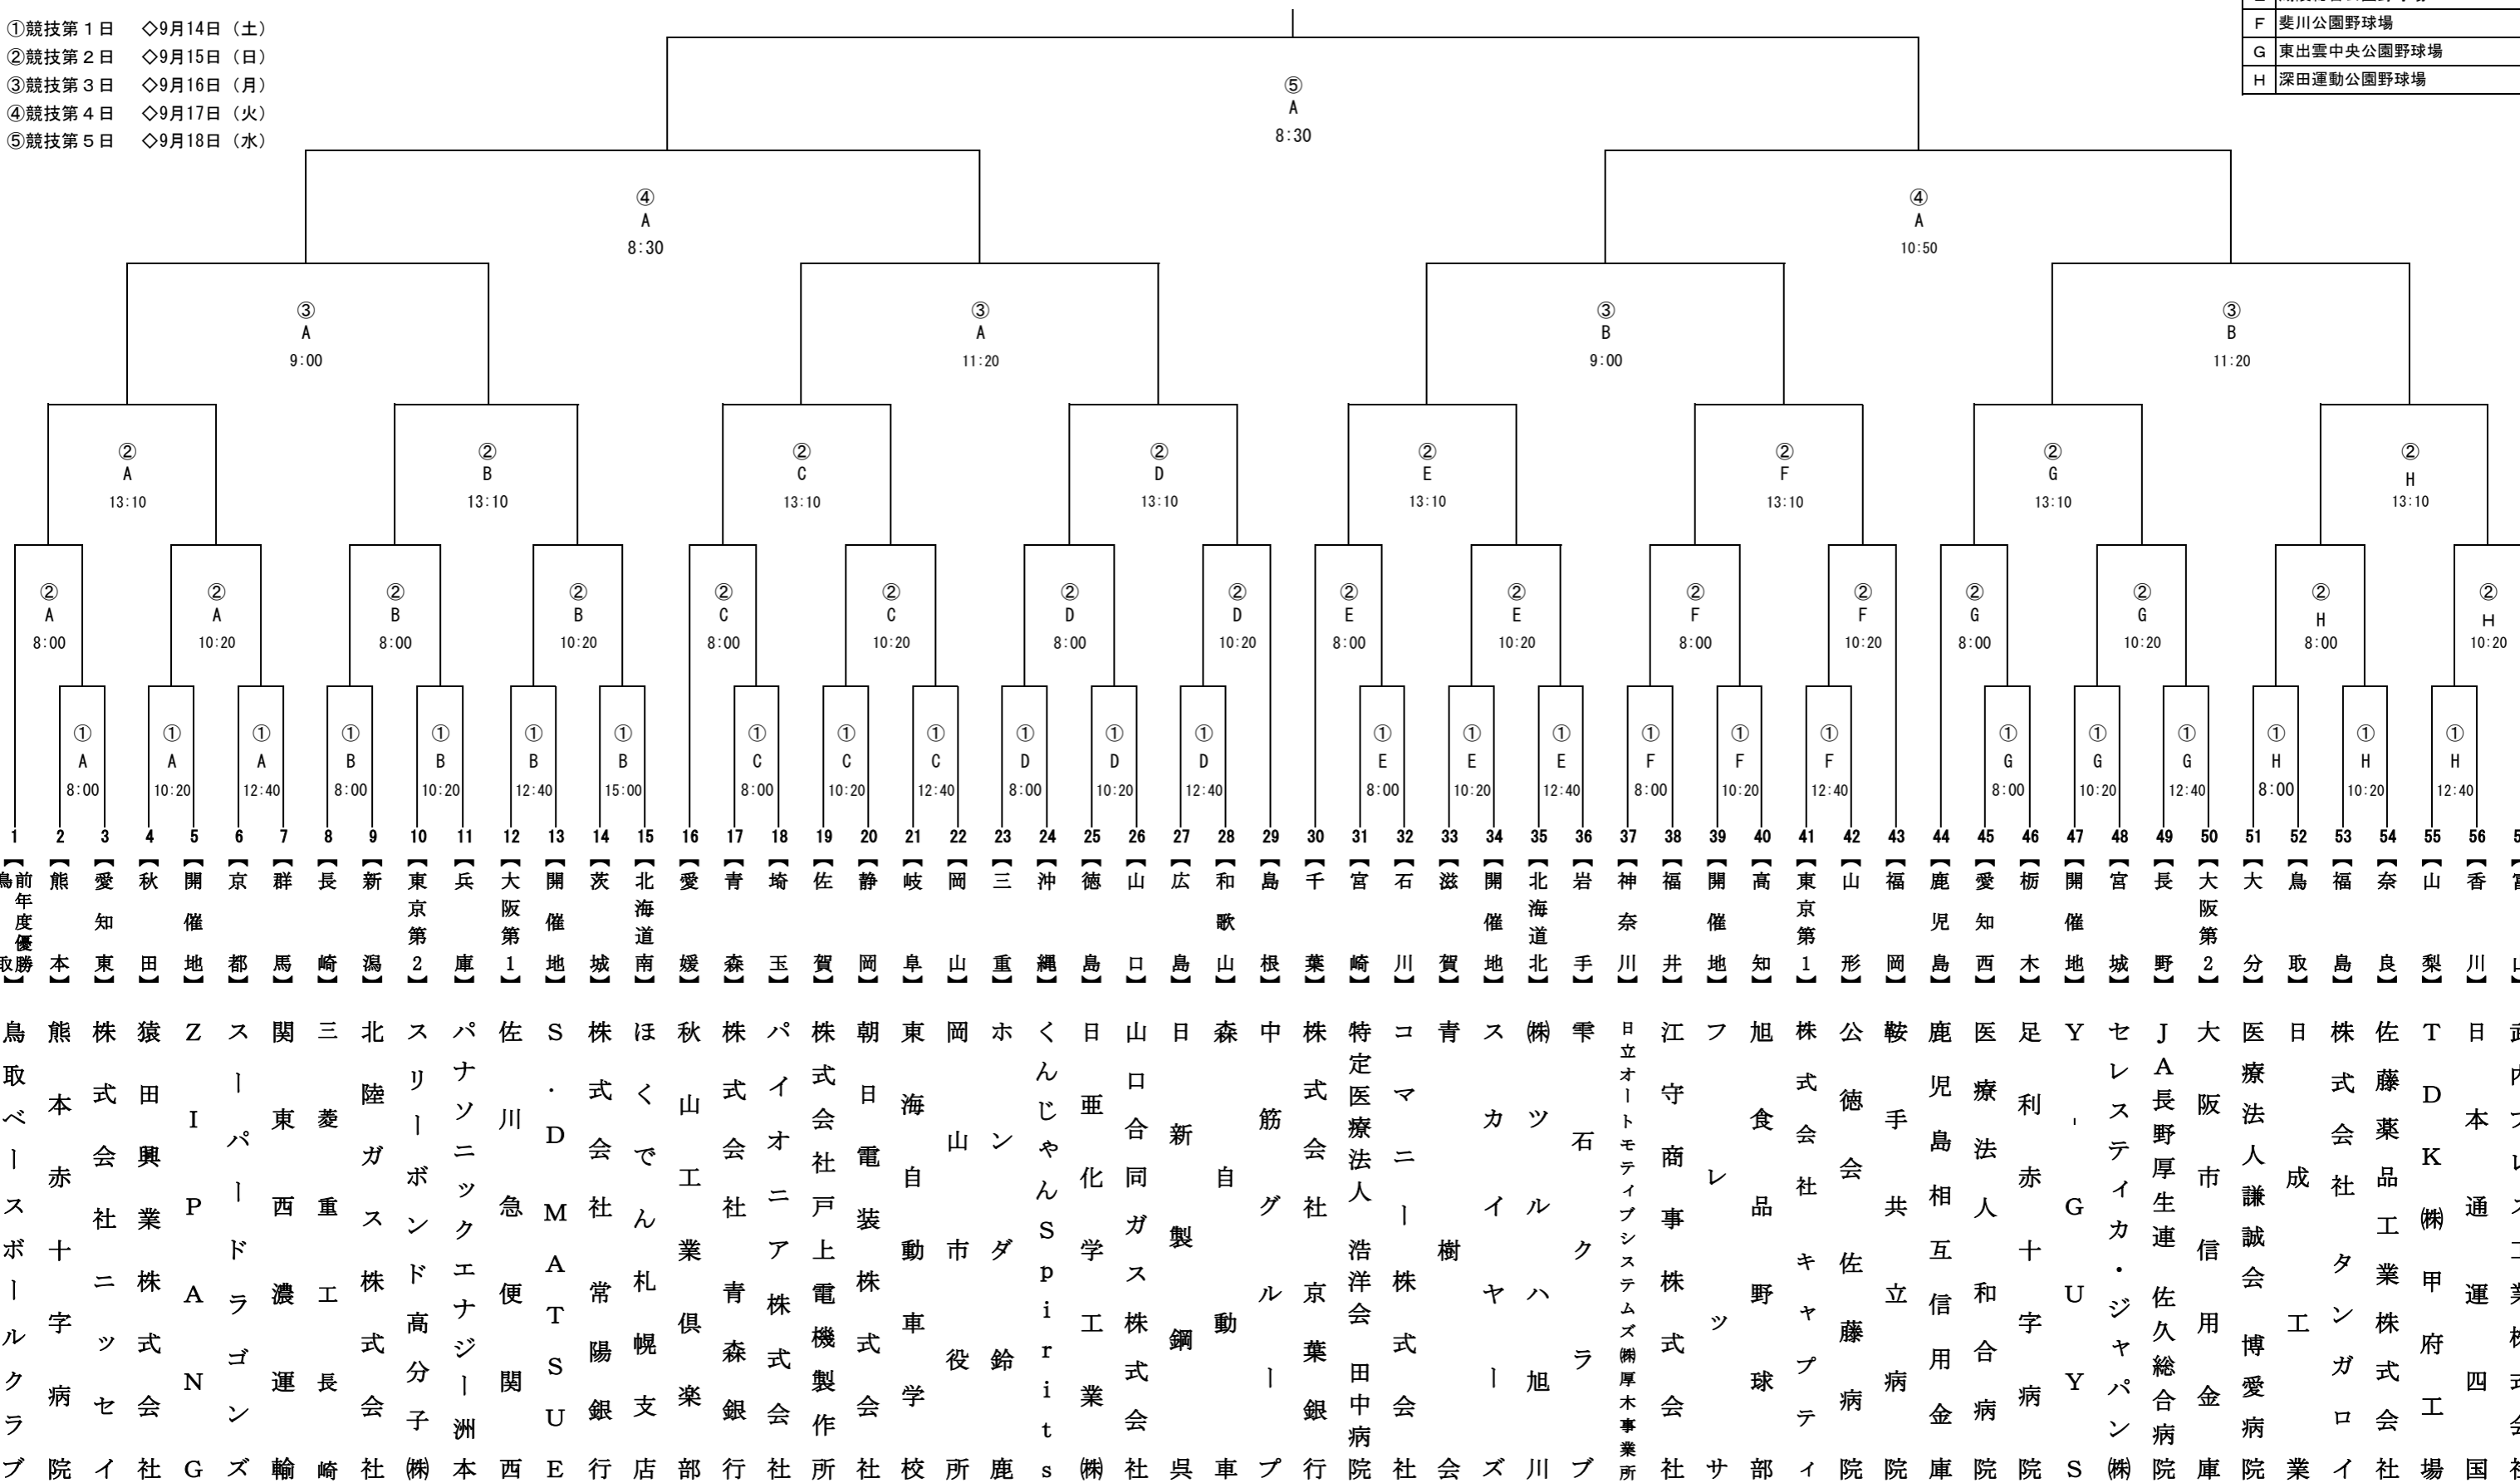 ①競技第１日　◇9月14日（土）
②競技第２日　◇9月15日（日）
③競技第３日　◇9月16日（月）
④競技第４日　◇9月17日（火）
⑤競技第５日　◇9月18日（水）
F 斐川公園野球場
G 東出雲中央公園野球場
H 深田運動公園野球場
⑤ A 8:30
④ A 8:30
④ A 10:50
③ A 9:00
③ A 11:20
③ B 9:00
③ B 11:20
② A 13:10
② B 13:10
② C 13:10
② D 13:10
② E 13:10
② F 13:10
② G 13:10
② H 13:10
② A 8:00
② A 10:20
② B 8:00
② B 10:20
② C 8:00
② C 10:20
② D 8:00
② D 10:20
② E 8:00
② E 10:20
② F 8:00
② F 10:20
② G 8:00
② G 10:20
② H 8:00
② H 10:20
① A 8:00
① A 10:20
① A 12:40
① B 8:00
① B 10:20
① B 12:40
① B 15:00
① C 8:00
① C 10:20
① C 12:40
① D 8:00
① D 10:20
① D 12:40
① E 8:00
① E 10:20
① E 12:40
① F 8:00
① F 10:20
① F 12:40
① G 8:00
① G 10:20
① G 12:40
① H 8:00
① H 10:20
① H 12:40
1 【前年度優勝 鳥取】 鳥取ベースボールクラブ
2 【熊本】 熊本赤十字病院
3 【愛知東】 株式会社ニッセイ
4 【秋田】 猿田興業株式会社
5 【開催地】 ZIPANG
6 【京都】 スーパードラゴンズ
7 【群馬】 関東西濃運輸
8 【長崎】 三菱重工長崎
9 【新潟】 北陸ガス株式会社
10 【東京第2】 スリーボンド高分子㈱
11 【兵庫】 パナソニックエナジー洲本
12 【大阪第1】 佐川急便関西
13 【開催地】 S.D MATSUE
14 【茨城】 株式会社常陽銀行
15 【北海道南】 ほくでん札幌支店
16 【愛媛】 秋山工業倶楽部
17 【青森】 株式会社青森銀行
18 【埼玉】 パイオニア株式会社
19 【佐賀】 株式会社戸上電機製作所
20 【静岡】 朝日電装株式会社
21 【岐阜】 東海自動車学校
22 【岡山】 岡山市役所
23 【三重】 ホンダ鈴鹿
24 【沖縄】 くんじゃんSpirits
25 【徳島】 日亜化学工業㈱
26 【山口】 山口合同ガス株式会社
27 【広島】 日新製鋼呉
28 【和歌山】 森自動車
29 【島根】 中筋グループ
30 【千葉】 株式会社京葉銀行
31 【宮崎】 特定医療法人浩洋会 田中病院
32 【石川】 コマニー株式会社
33 【滋賀】 青樹会
34 【開催地】 スカイヤーズ
35 【北海道北】 ㈱ツルハ旭川
36 【岩手】 雫石クラブ
37 【神奈川】 日立オートモティブシステムズ㈱厚木事業所
38 【福井】 江守商事株式会社
39 【開催地】 フレッサ
40 【高知】 旭食品野球部
41 【東京第1】 株式会社キャプティ
42 【山形】 公徳会佐藤病院
43 【福岡】 鞍手共立病院
44 【鹿児島】 鹿児島相互信用金庫
45 【愛知西】 医療法人和合病院
46 【栃木】 足利赤十字病院
47 【開催地】 Y-GUYS
48 【宮城】 セレスティカ・ジャパン㈱
49 【長野】 JA長野厚生連 佐久総合病院
50 【大阪第2】 大阪市信用金庫
51 【大分】 医療法人謙誠会 博愛病院
52 【鳥取】 日成工業
53 【福島】 株式会社タンガロイ
54 【奈良】 佐藤薬品工業株式会社
55 【山梨】 TDK㈱甲府工場
56 【香川】 日本通運四国